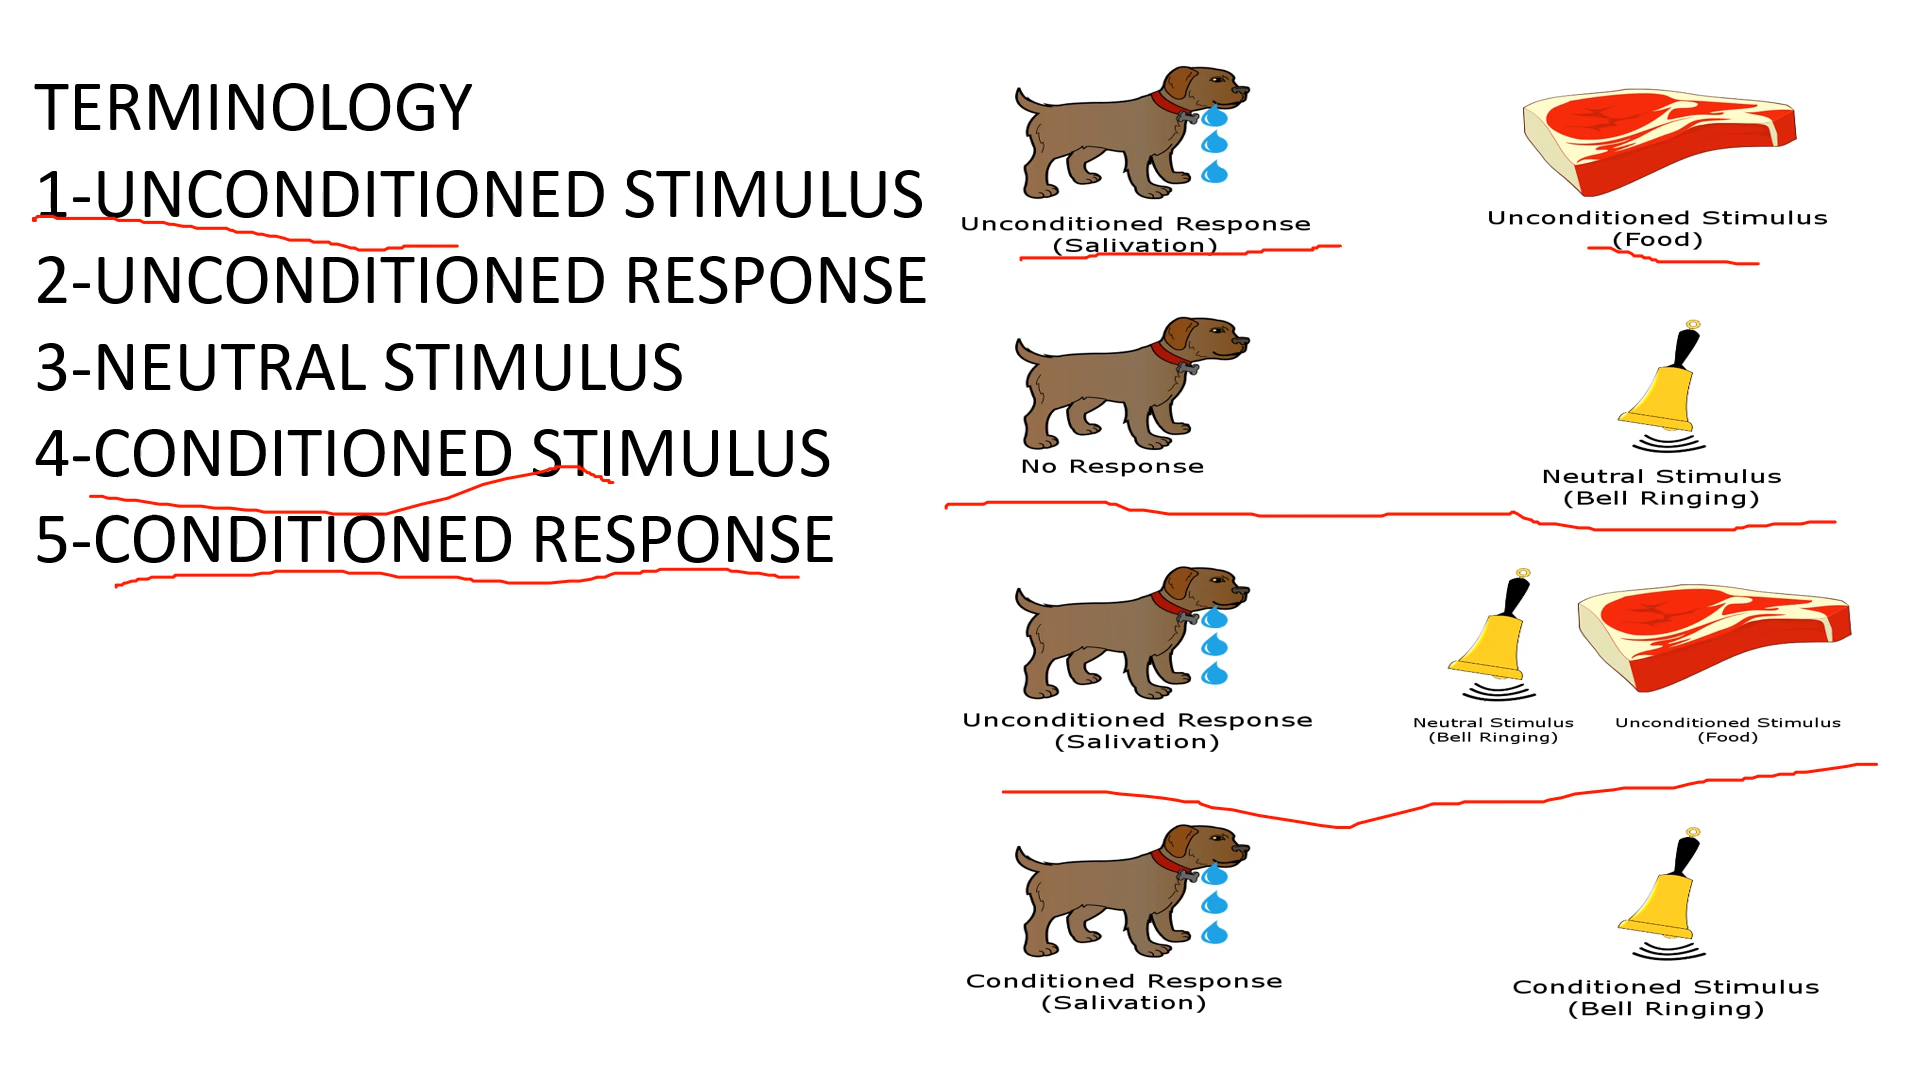 TERMINOLOGY
1-UNCONDITIONED STIMULUS
2-UNCONDITIONED RESPONSE
3-NEUTRAL STIMULUS
4-CONDITIONED STIMULUS
5-CONDITIONED RESPONSE
Unconditioned Response
(Salivation)
Unconditioned Stimulus
(Food)
No Response
Neutral Stimulus
(Bell Ringing)
Unconditioned Response
(Salivation)
Neutral Stimulus
(Bell Ringing)
Unconditioned Stimulus
(Food)
Conditioned Response
(Salivation)
Conditioned Stimulus
(Bell Ringing)